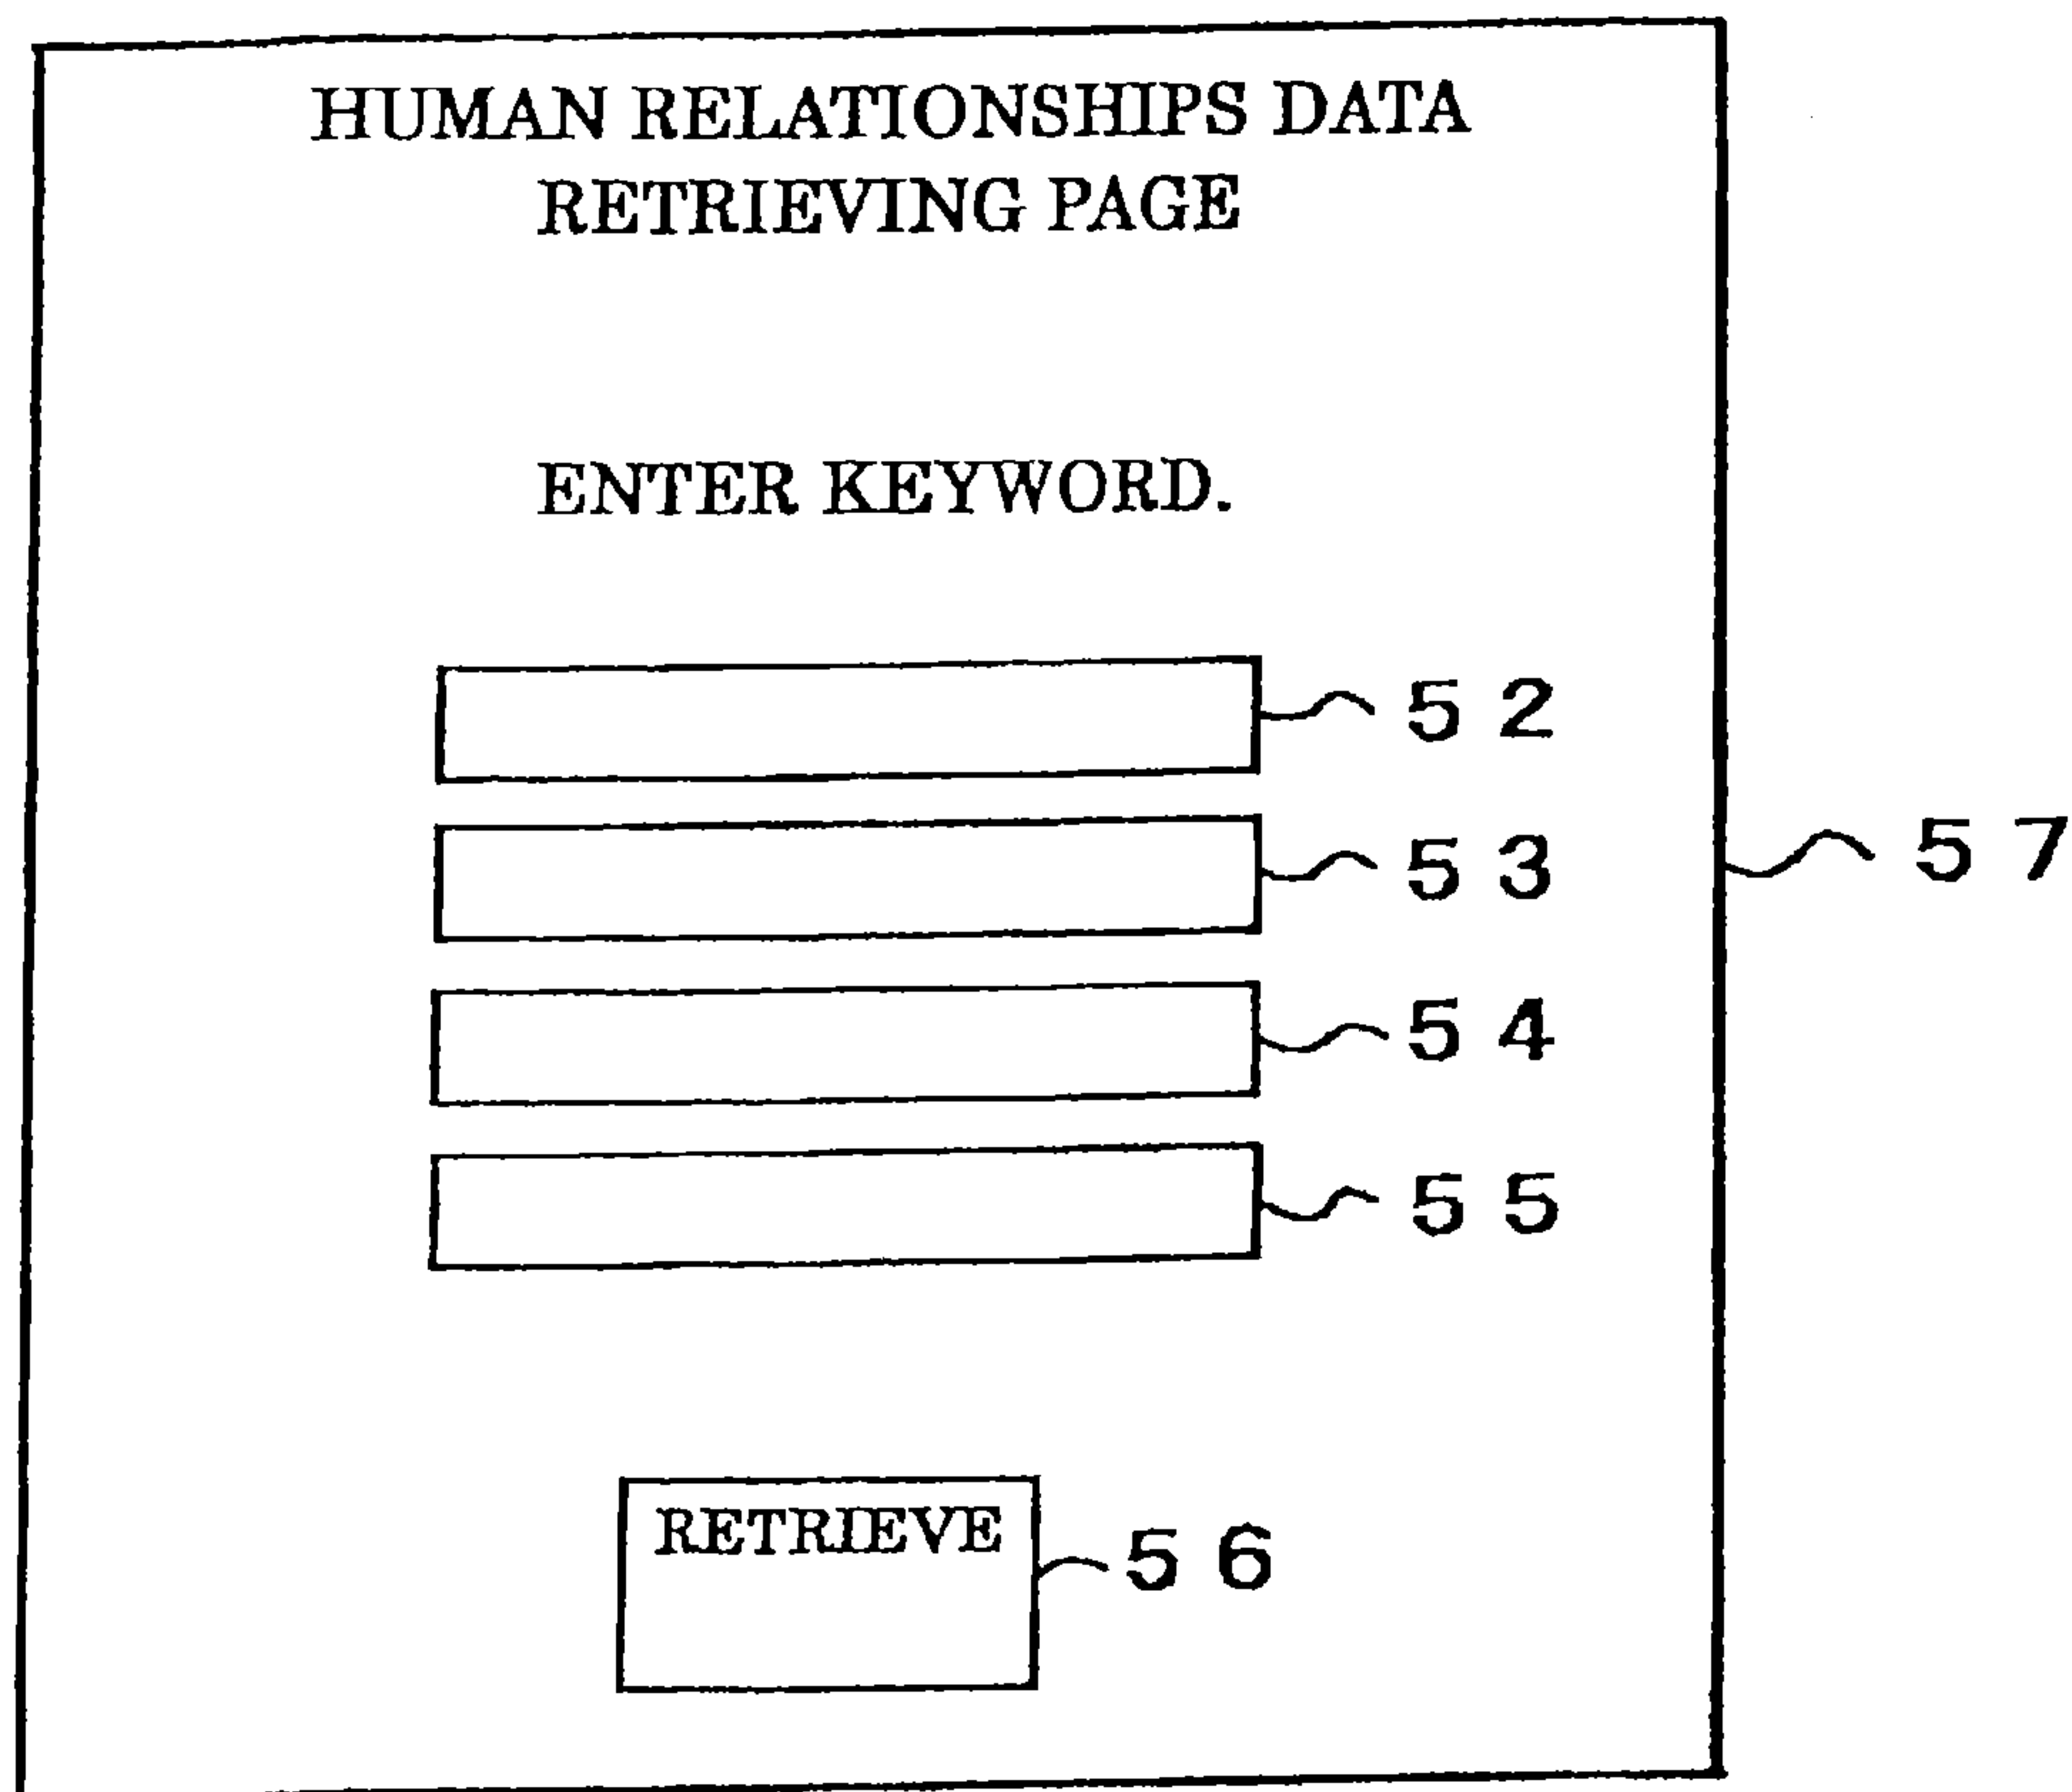 HUMAN RELATIONSHIPS DATA
RETRIEVING PAGE
ENTER KEYWORD.
52
53
57
54
55
RETRIEVE
56